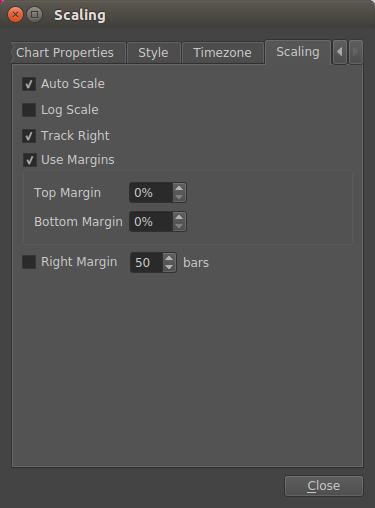 Scaling
Chart Properties Style Timezone Scaling
Auto Scale
Log Scale
Track Right
Use Margins
Top Margin 0%
Bottom Margin 0%
Right Margin 50 bars
Close